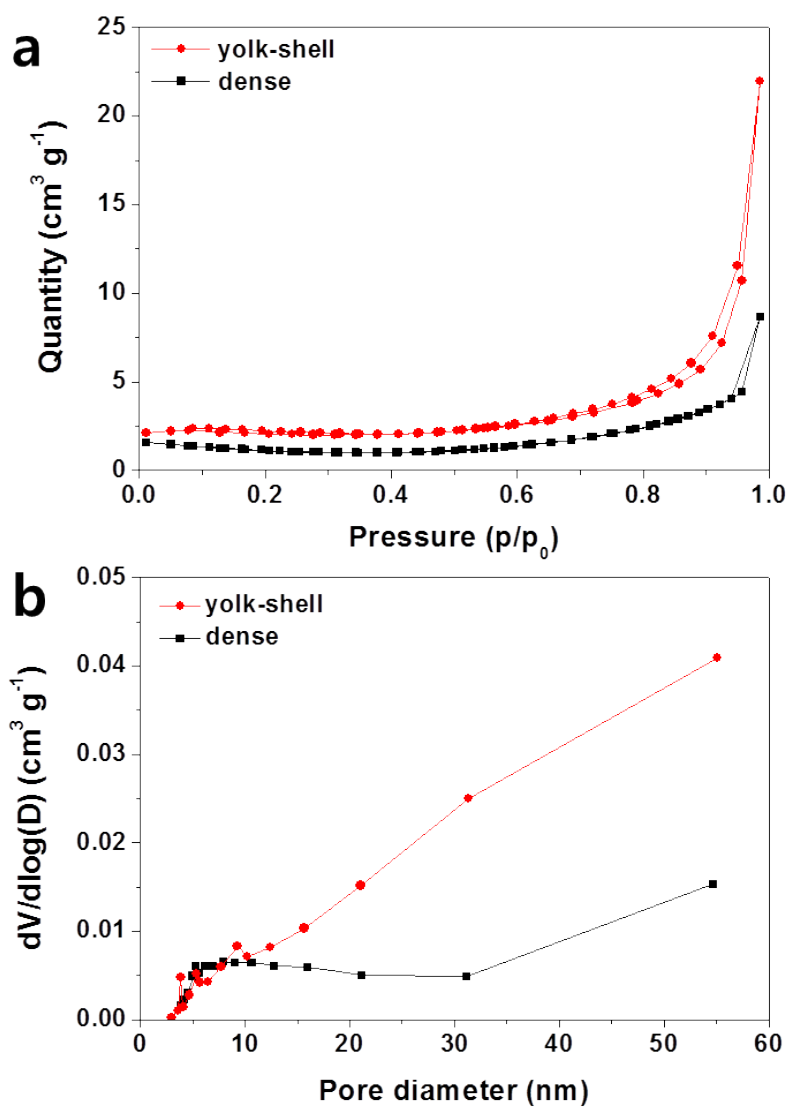 a
yolk-shell
dense
Quantity (cm³ g⁻¹)
25
20
15
10
5
0
0.0 0.2 0.4 0.6 0.8 1.0
Pressure (p/p₀)
b
yolk-shell
dense
dV/dlog(D) (cm³ g⁻¹)
0.05
0.04
0.03
0.02
0.01
0.00
0 10 20 30 40 50 60
Pore diameter (nm)